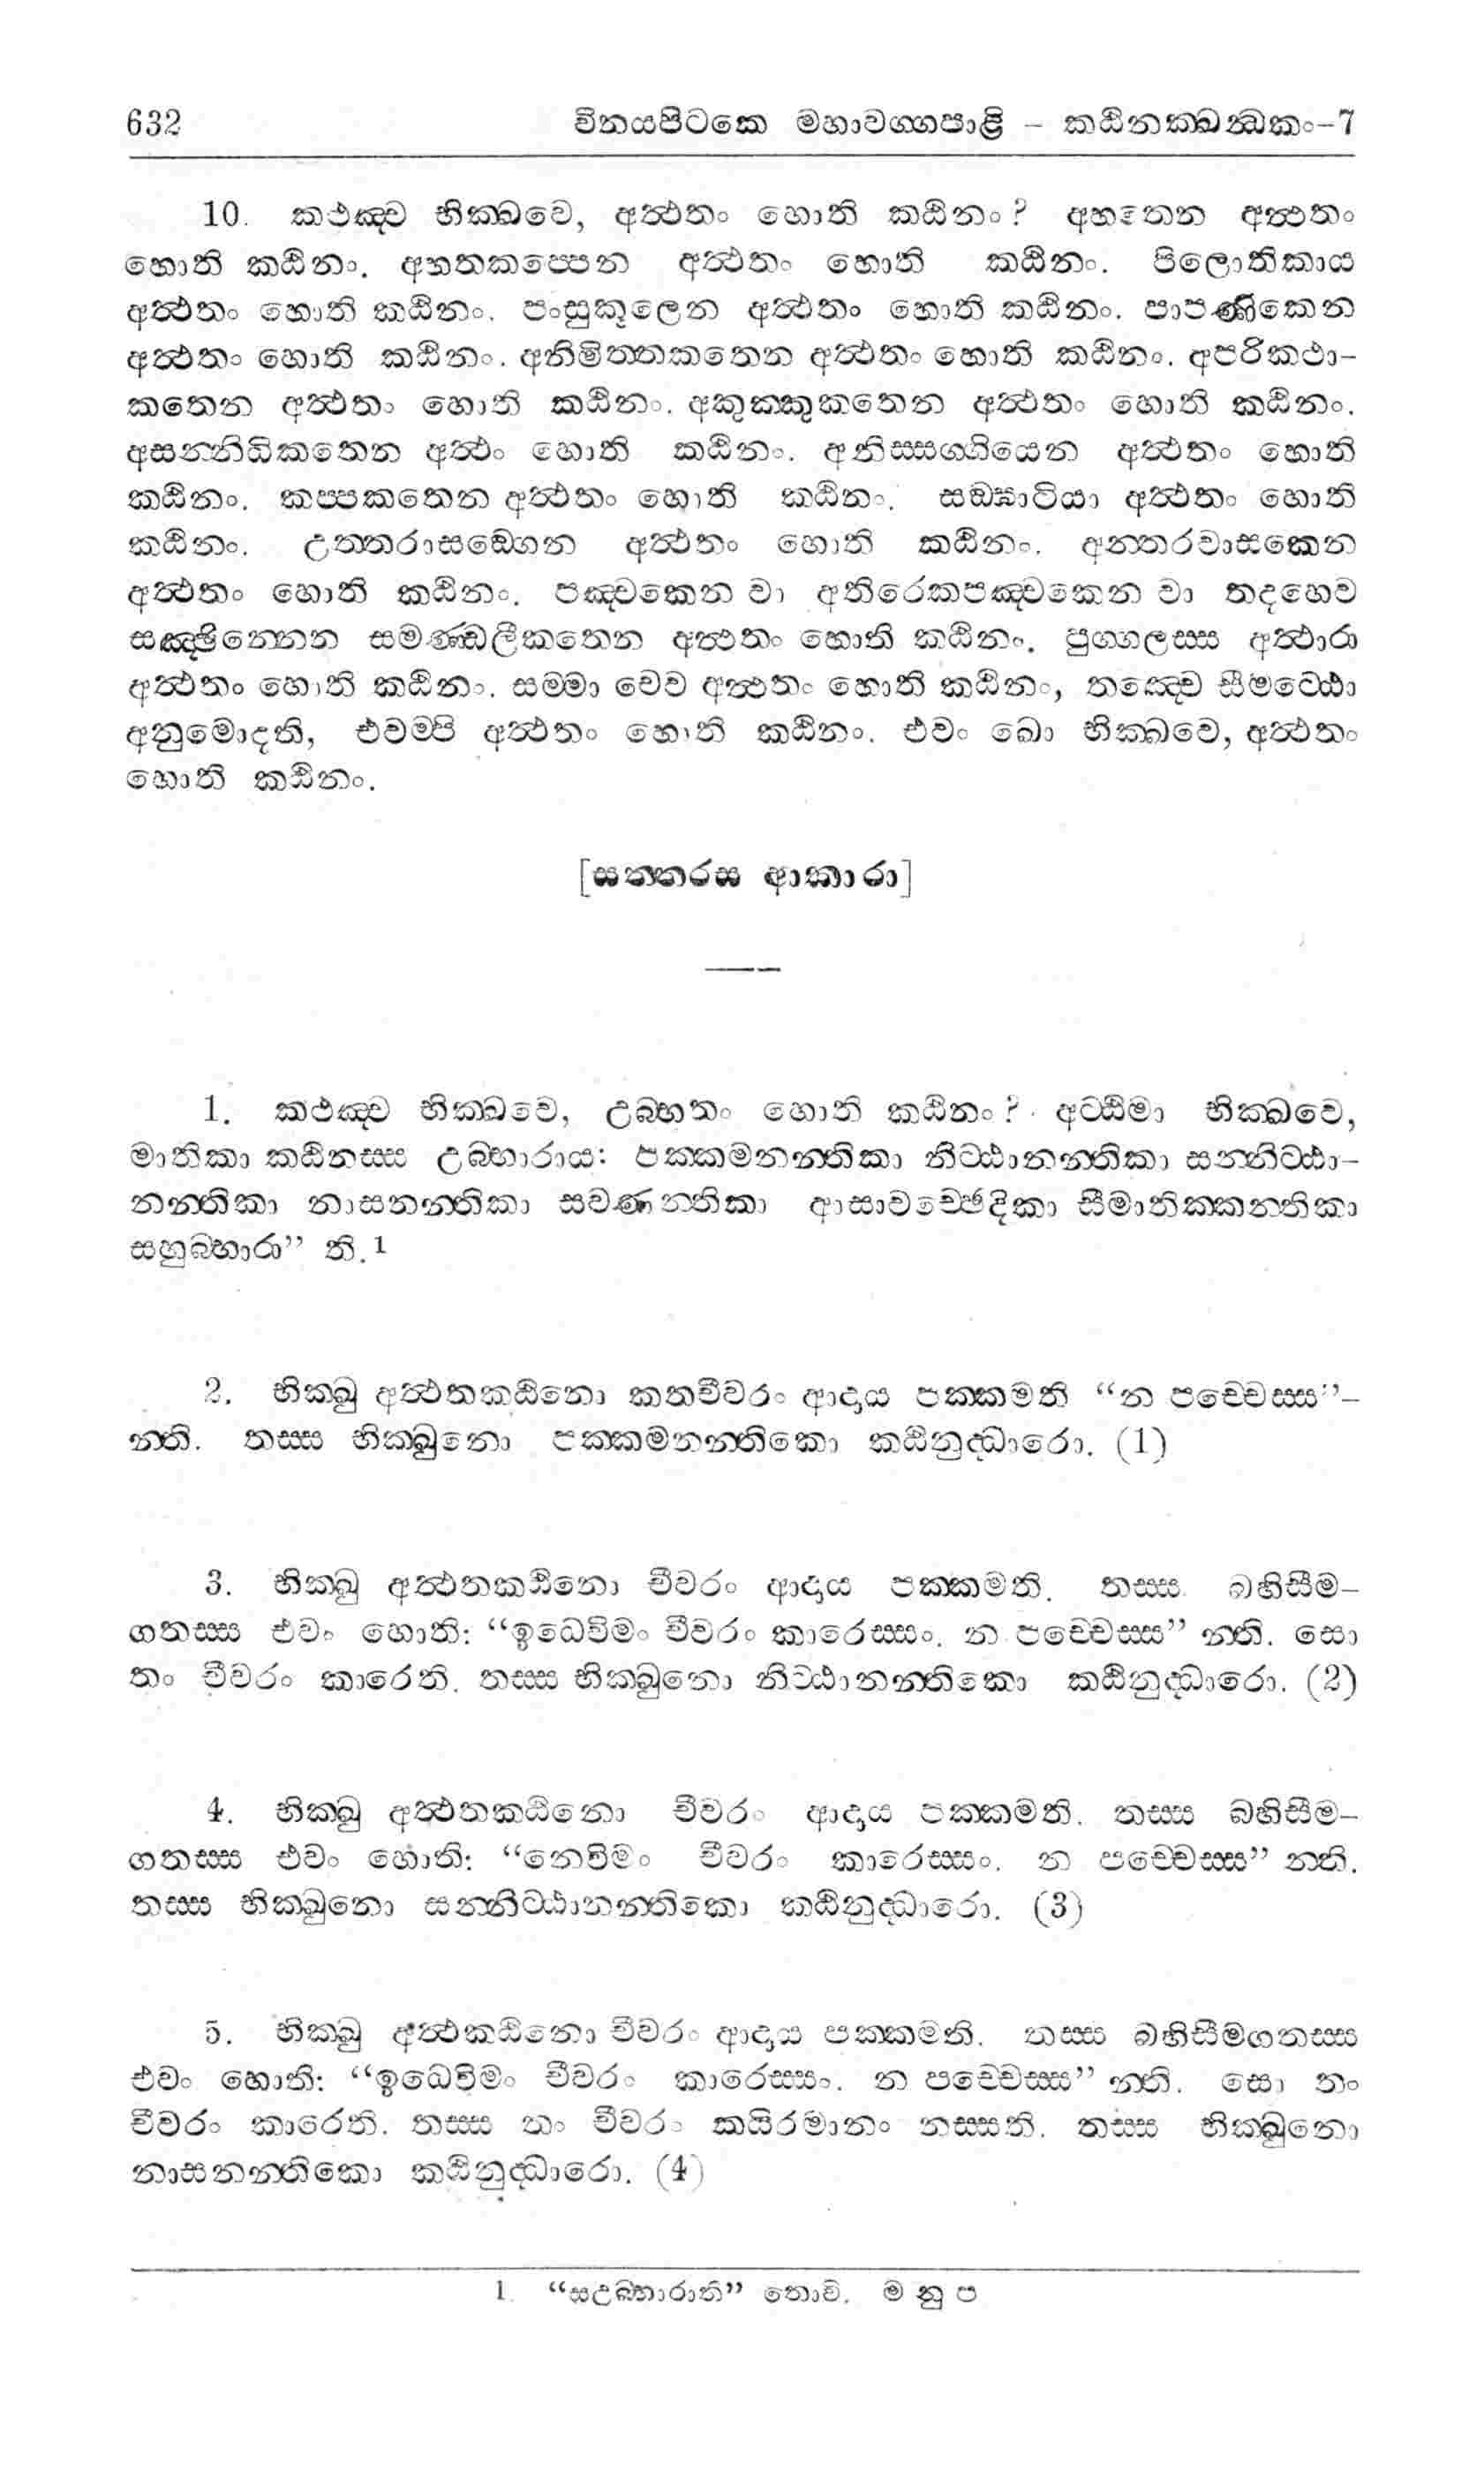 632 විනයපිටකෙ මහාවග්ගපාළි – කඨිනක්ඛන්ධකං–7
10. කථඤ්ච භික්ඛවෙ, අත්ථතං හොති කඨිනං? අහතෙන අත්ථතං
හොති කඨිනං. අහතකප්පෙන අත්ථතං හොති කඨිනං. පිලොතිකාය
අත්ථතං හොති කඨිනං. පංසුකූලෙන අත්ථතං හොති කඨිනං. පාපණිකෙන
අත්ථතං හොති කඨිනං. අනිමිත්තකතෙන අත්ථතං හොති කඨිනං. අපරිකථා–
කතෙන අත්ථතං හොති කඨිනං. අකුක්කුකතෙන අත්ථතං හොති කඨිනං.
අසන්නිධිකතෙන අත්ථං හොති කඨිනං. අනිස්සග්ගියෙන අත්ථතං හොති
කඨිනං. කප්පකතෙන අත්ථතං හොති කඨිනං. සඞ්ඝාටියා අත්ථතං හොති
කඨිනං. උත්තරාසඞ්ගෙන අත්ථතං හොති කඨිනං. අන්තරවාසකෙන
අත්ථතං හොති කඨිනං. පඤ්චකෙන වා අතිරෙකපඤ්චකෙන වා තදහෙව
සඤ්ඡින්නෙන සමණ්ඩලීකතෙන අත්ථතං හොති කඨිනං. පුග්ගලස්ස අත්ථාරා
අත්ථතං හොති කඨිනං. සම්මා චෙව අත්ථතං හොති කඨිනං, තඤ්චෙ සීමට්ඨො
අනුමොදති, එවම්පි අත්ථතං හොති කඨිනං. එවං ඛො භික්ඛවෙ, අත්ථතං
හොති කඨිනං.
[සත්තරස ආකාරා]
1. කථඤ්ච භික්ඛවෙ, උබ්භතං හොති කඨිනං? අට්ඨිමා භික්ඛවෙ,
මාතිකා කඨිනස්ස උබ්භාරාය: පක්කමනන්තිකා නිට්ඨානන්තිකා සන්නිට්ඨා–
නන්තිකා නාසනන්තිකා සවණන්තිකා ආසාවච්ඡෙදිකා සීමාතික්කන්තිකා
සහුබ්භාරා” ති.1
2. භික්ඛු අත්ථතකඨිනො කතචීවරං ආදාය පක්කමති “න පච්චෙස්ස”–
න්ති. තස්ස භික්ඛුනො පක්කමනන්තිකො කඨිනුද්ධාරො. (1)
3. භික්ඛු අත්ථතකඨිනො චීවරං ආදාය පක්කමති. තස්ස බහිසීම–
ගතස්ස එවං හොති: “ඉධෙවිමං චීවරං කාරෙස්සං. න පච්චෙස්ස” න්ති. සො
තං චීවරං කාරෙති. තස්ස භික්ඛුනො නිට්ඨානන්තිකො කඨිනුද්ධාරො. (2)
4. භික්ඛු අත්ථතකඨිනො චීවරං ආදාය පක්කමති. තස්ස බහිසීම–
ගතස්ස එවං හොති: “නෙවිමං චීවරං කාරෙස්සං. න පච්චෙස්ස” න්ති.
තස්ස භික්ඛුනො සන්නිට්ඨානන්තිකො කඨිනුද්ධාරො. (3)
5. භික්ඛු අත්ථකඨිනො චීවරං ආදාය පක්කමති. තස්ස බහිසීමගතස්ස
එවං හොති: “ඉධෙවිමං චීවරං කාරෙස්සං. න පච්චෙස්ස” න්ති. සො තං
චීවරං කාරෙති. තස්ස තං චීවරං කයිරමානං නස්සති. තස්ස භික්ඛුනො
නාසනන්තිකො කඨිනුද්ධාරො. (4)
1. “සඋබ්භාරාති” තොවි. ම නු ප